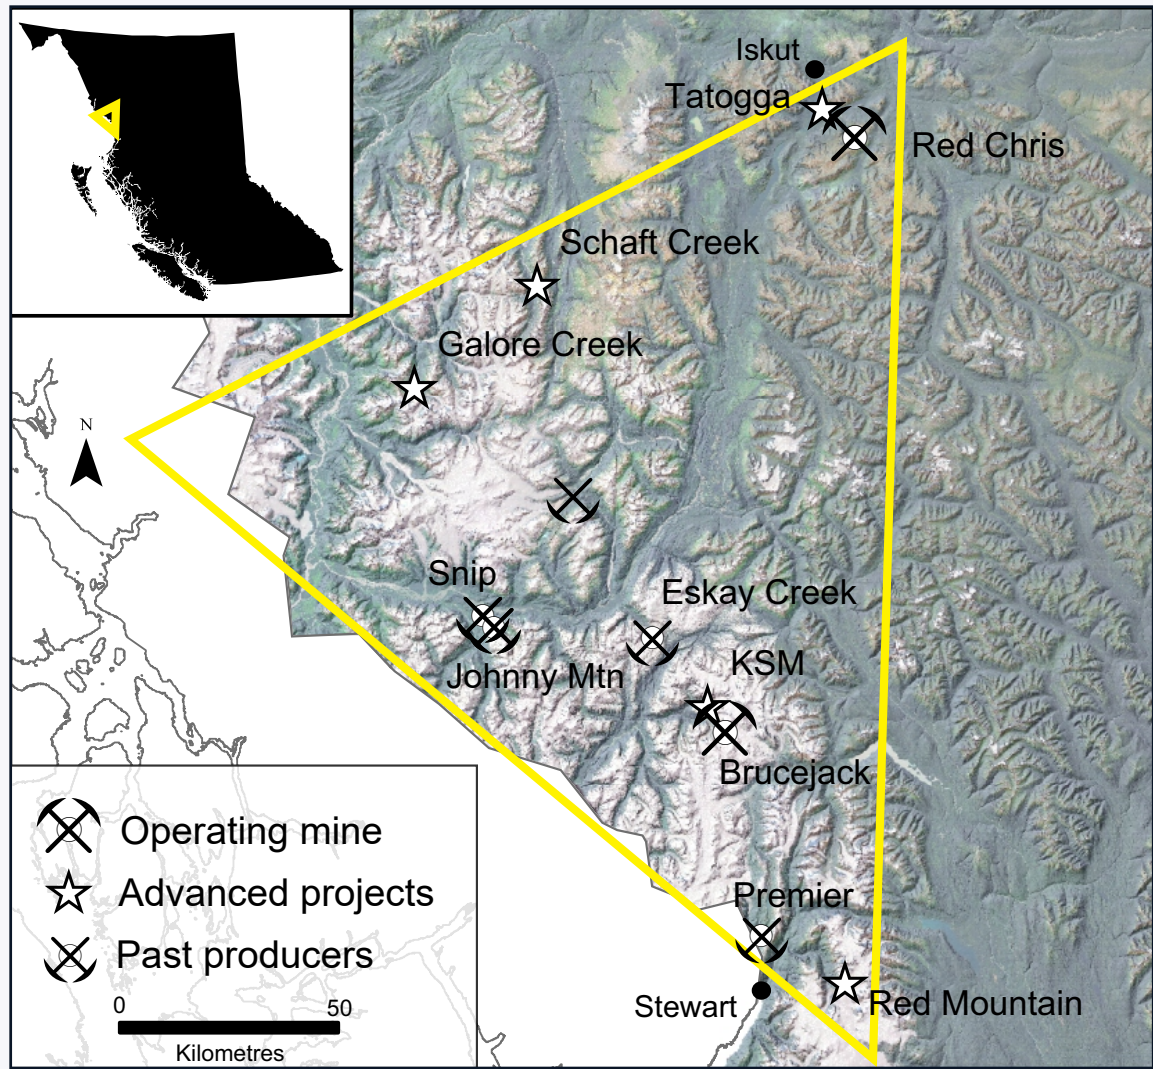 Iskut
Tatogga
Red Chris
Schaft Creek
Galore Creek
N
Snip
Eskay Creek
Johnny Mtn
KSM
Brucejack
Operating mine
Advanced projects
Premier
Past producers
0 50
Stewart
Red Mountain
Kilometres